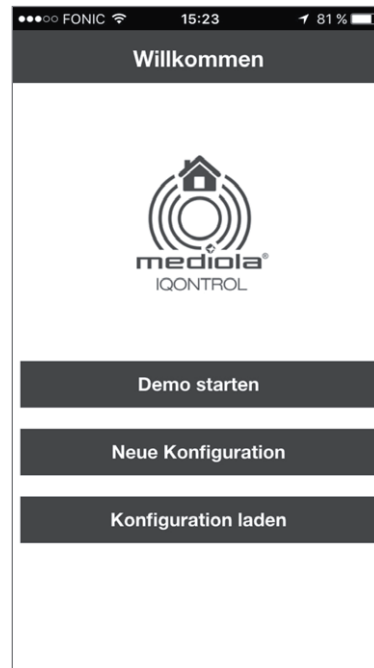 ●●●○○ FONIC 15:23 81 %
Willkommen
mediola®
IQONTROL
Demo starten
Neue Konfiguration
Konfiguration laden